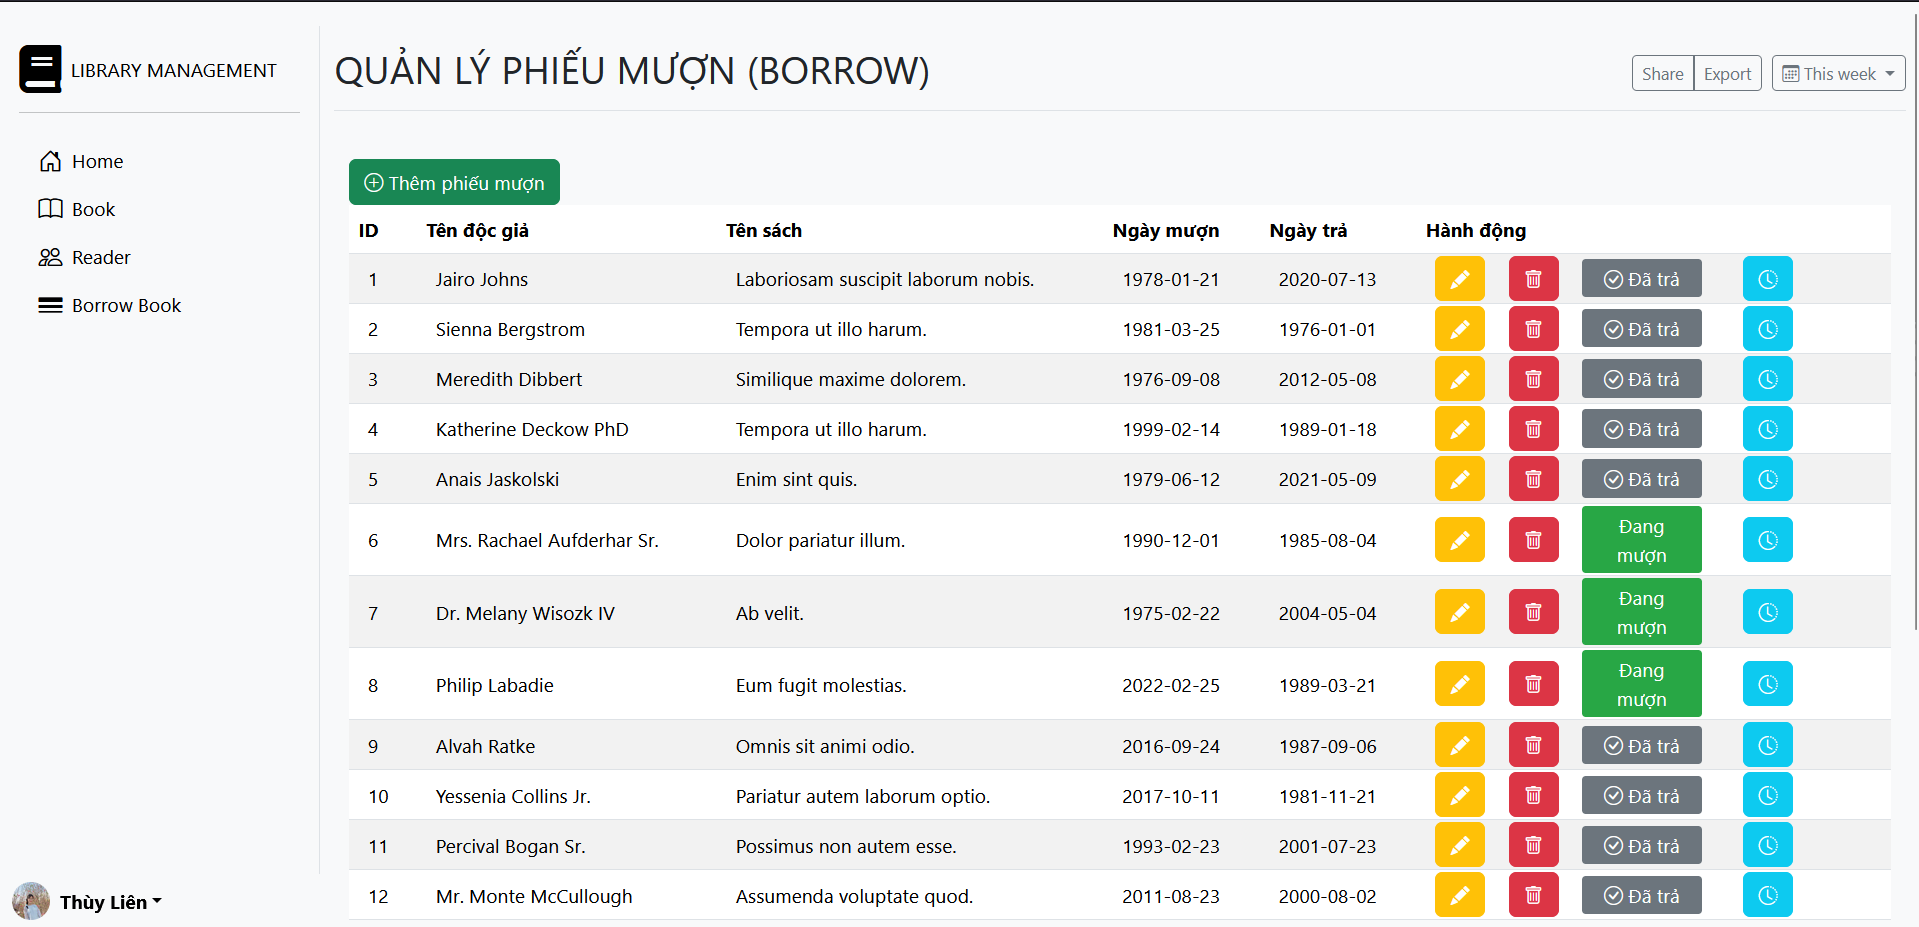 LIBRARY MANAGEMENT
Home
Book
Reader
Borrow Book
Thùy Liên
QUẢN LÝ PHIẾU MƯỢN (BORROW)
Share Export This week
Thêm phiếu mượn
ID Tên độc giả Tên sách Ngày mượn Ngày trả Hành động
1 Jairo Johns Laboriosam suscipit laborum nobis. 1978-01-21 2020-07-13 Đã trả
2 Sienna Bergstrom Tempora ut illo harum. 1981-03-25 1976-01-01 Đã trả
3 Meredith Dibbert Similique maxime dolorem. 1976-09-08 2012-05-08 Đã trả
4 Katherine Deckow PhD Tempora ut illo harum. 1999-02-14 1989-01-18 Đã trả
5 Anais Jaskolski Enim sint quis. 1979-06-12 2021-05-09 Đã trả
6 Mrs. Rachael Aufderhar Sr. Dolor pariatur illum. 1990-12-01 1985-08-04 Đang mượn
7 Dr. Melany Wisozk IV Ab velit. 1975-02-22 2004-05-04 Đang mượn
8 Philip Labadie Eum fugit molestias. 2022-02-25 1989-03-21 Đang mượn
9 Alvah Ratke Omnis sit animi odio. 2016-09-24 1987-09-06 Đã trả
10 Yessenia Collins Jr. Pariatur autem laborum optio. 2017-10-11 1981-11-21 Đã trả
11 Percival Bogan Sr. Possimus non autem esse. 1993-02-23 2001-07-23 Đã trả
12 Mr. Monte McCullough Assumenda voluptate quod. 2011-08-23 2000-08-02 Đã trả